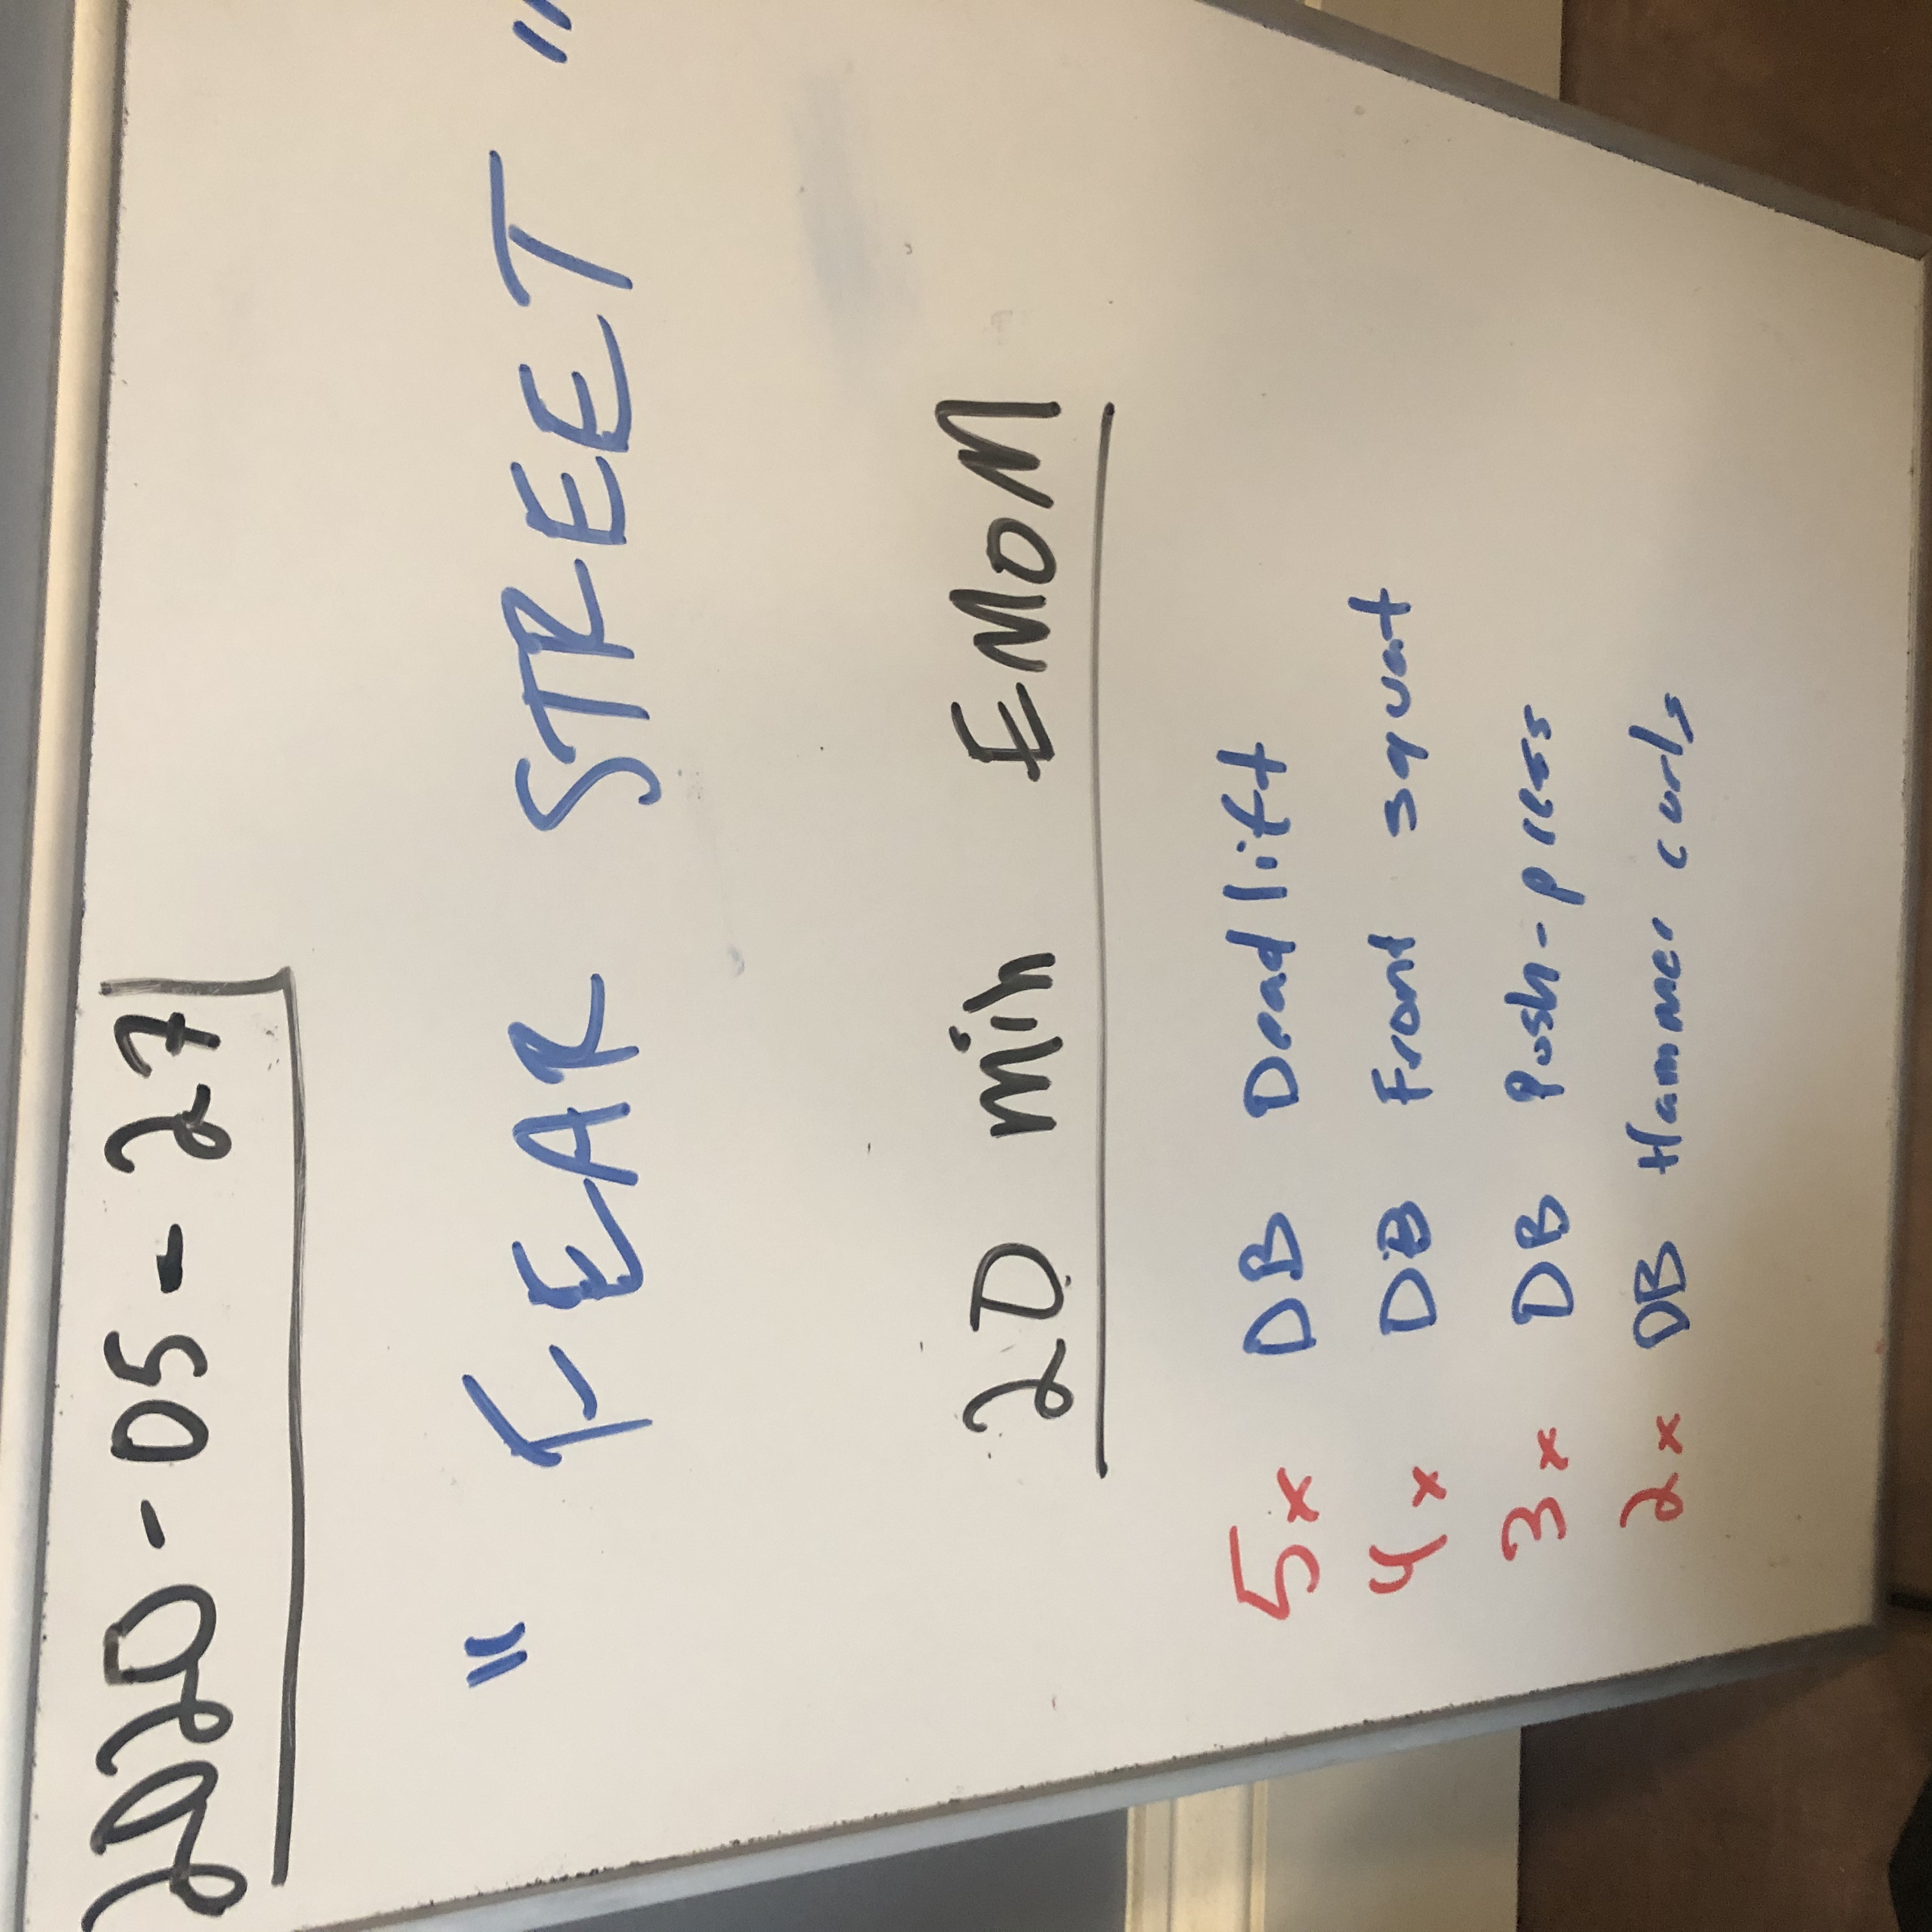 2020-05-27
"FEAR STREET"
20 min EMOM
5x DB Deadlift
4x DB Front squat
3x DB Push-press
2x DB Hammer curls